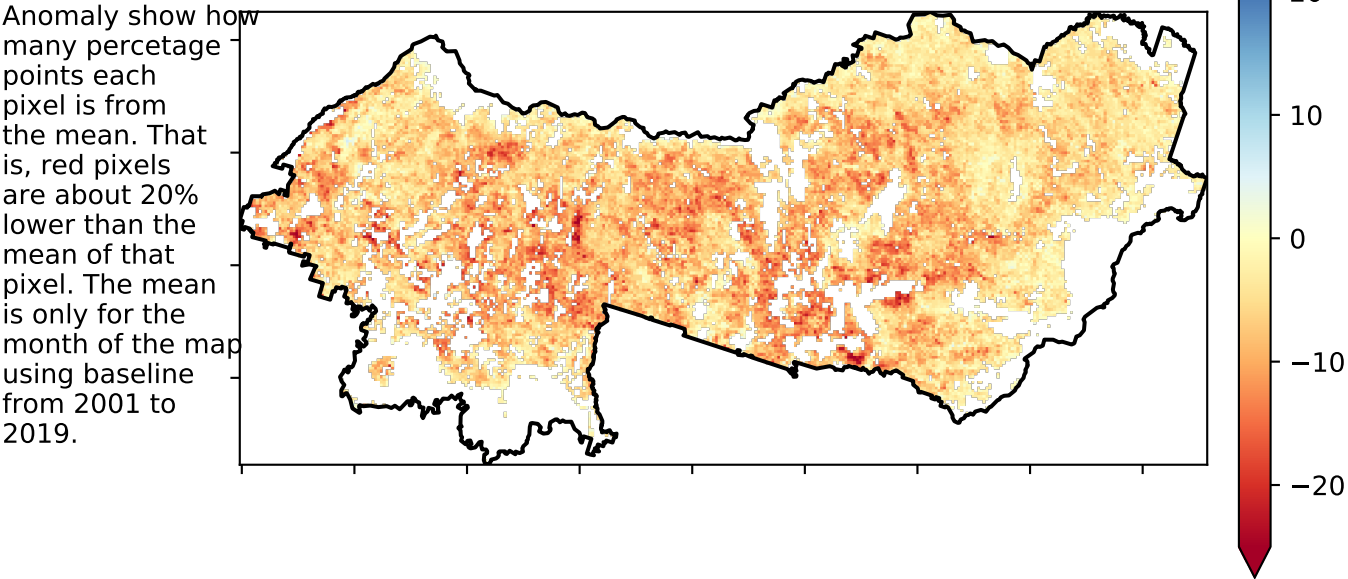 Anomaly show how
many percetage
points each
pixel is from
the mean. That
is, red pixels
are about 20%
lower than the
mean of that
pixel. The mean
is only for the
month of the map
using baseline
from 2001 to
2019.
10
0
−10
−20